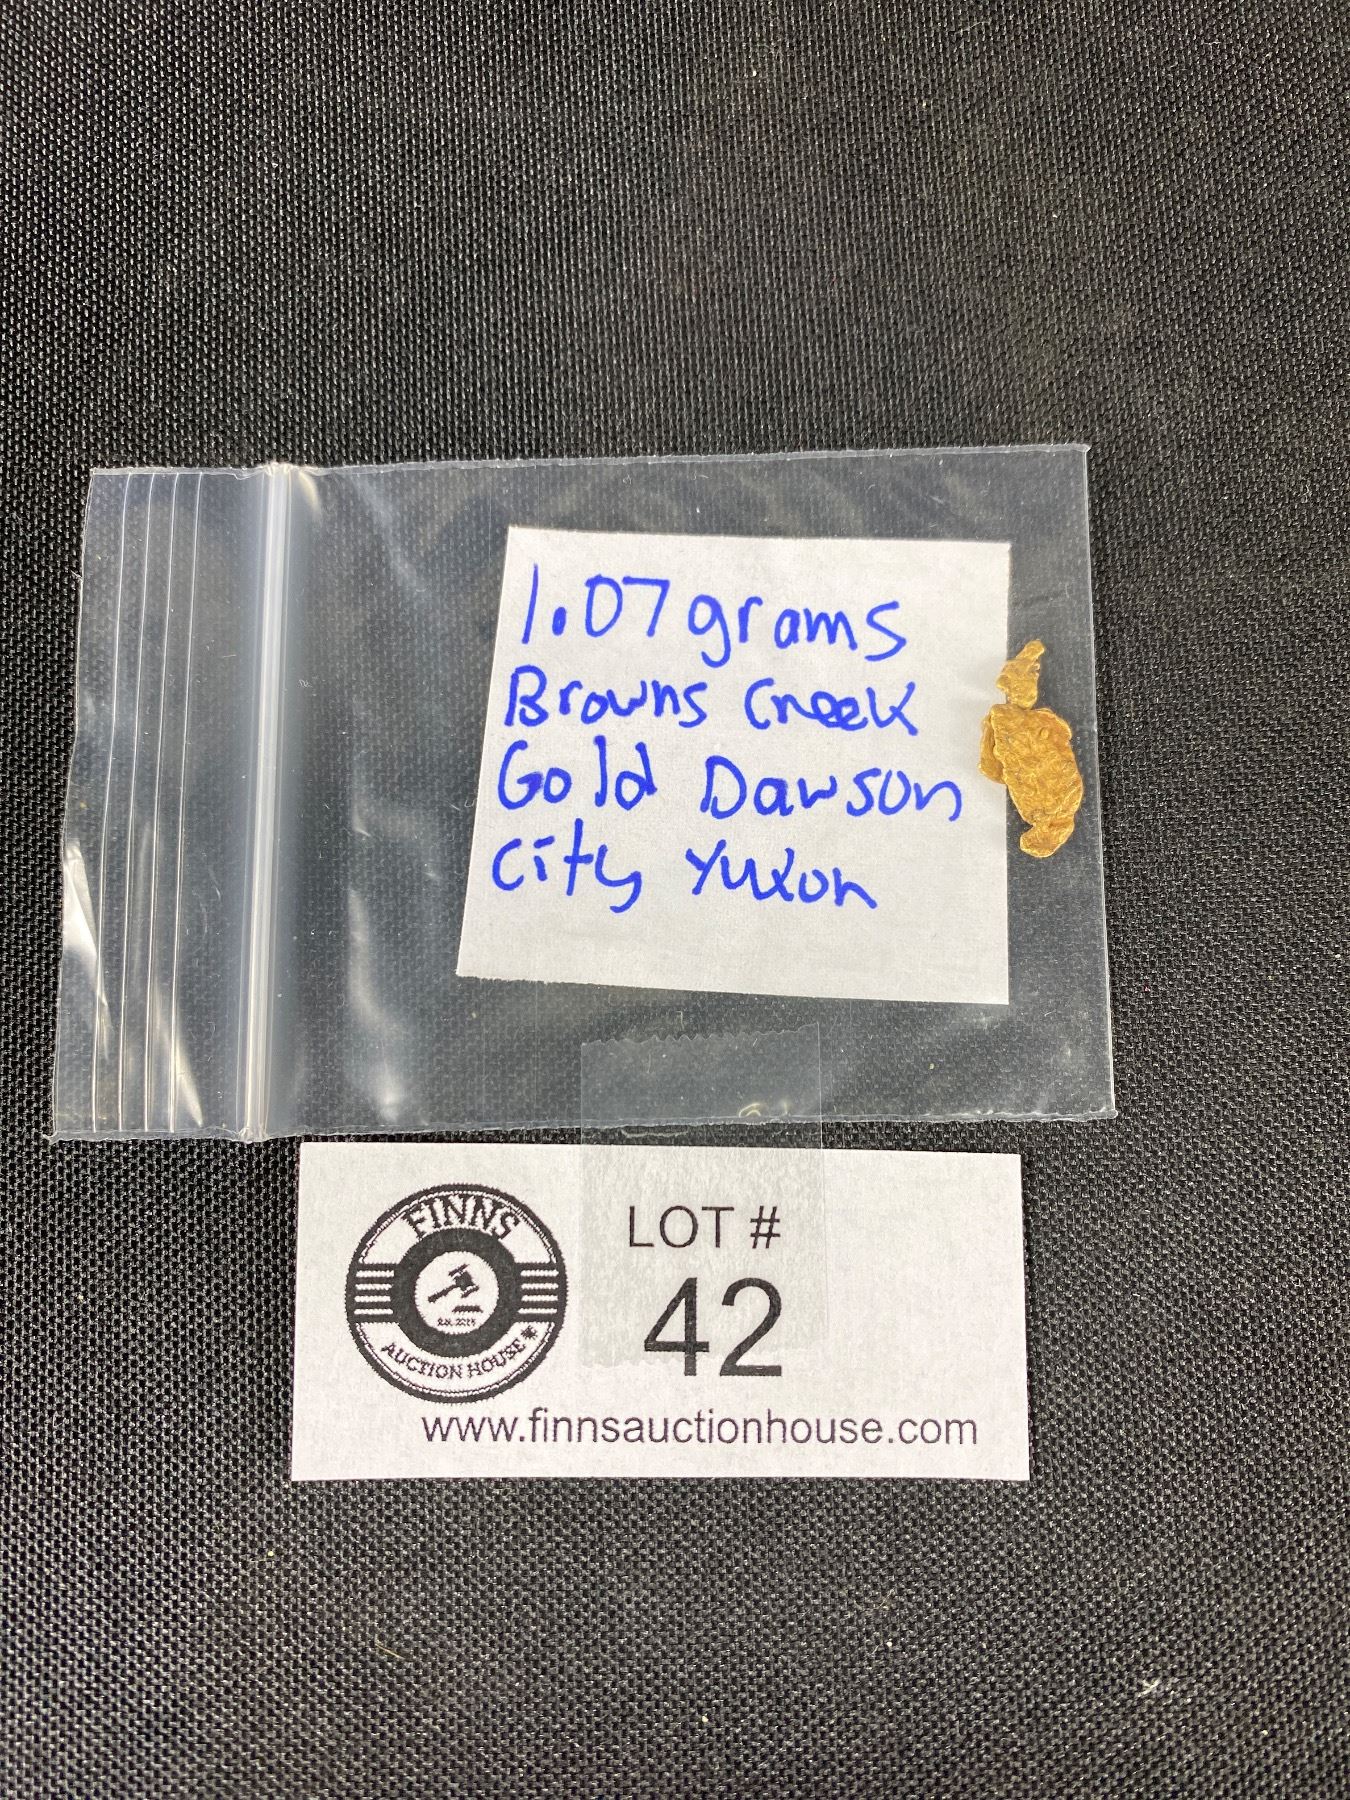 1.07 grams
Browns Creek
Gold Dawson
City Yukon
FINNS
AUCTION HOUSE
LOT #
42
www.finnsauctionhouse.com